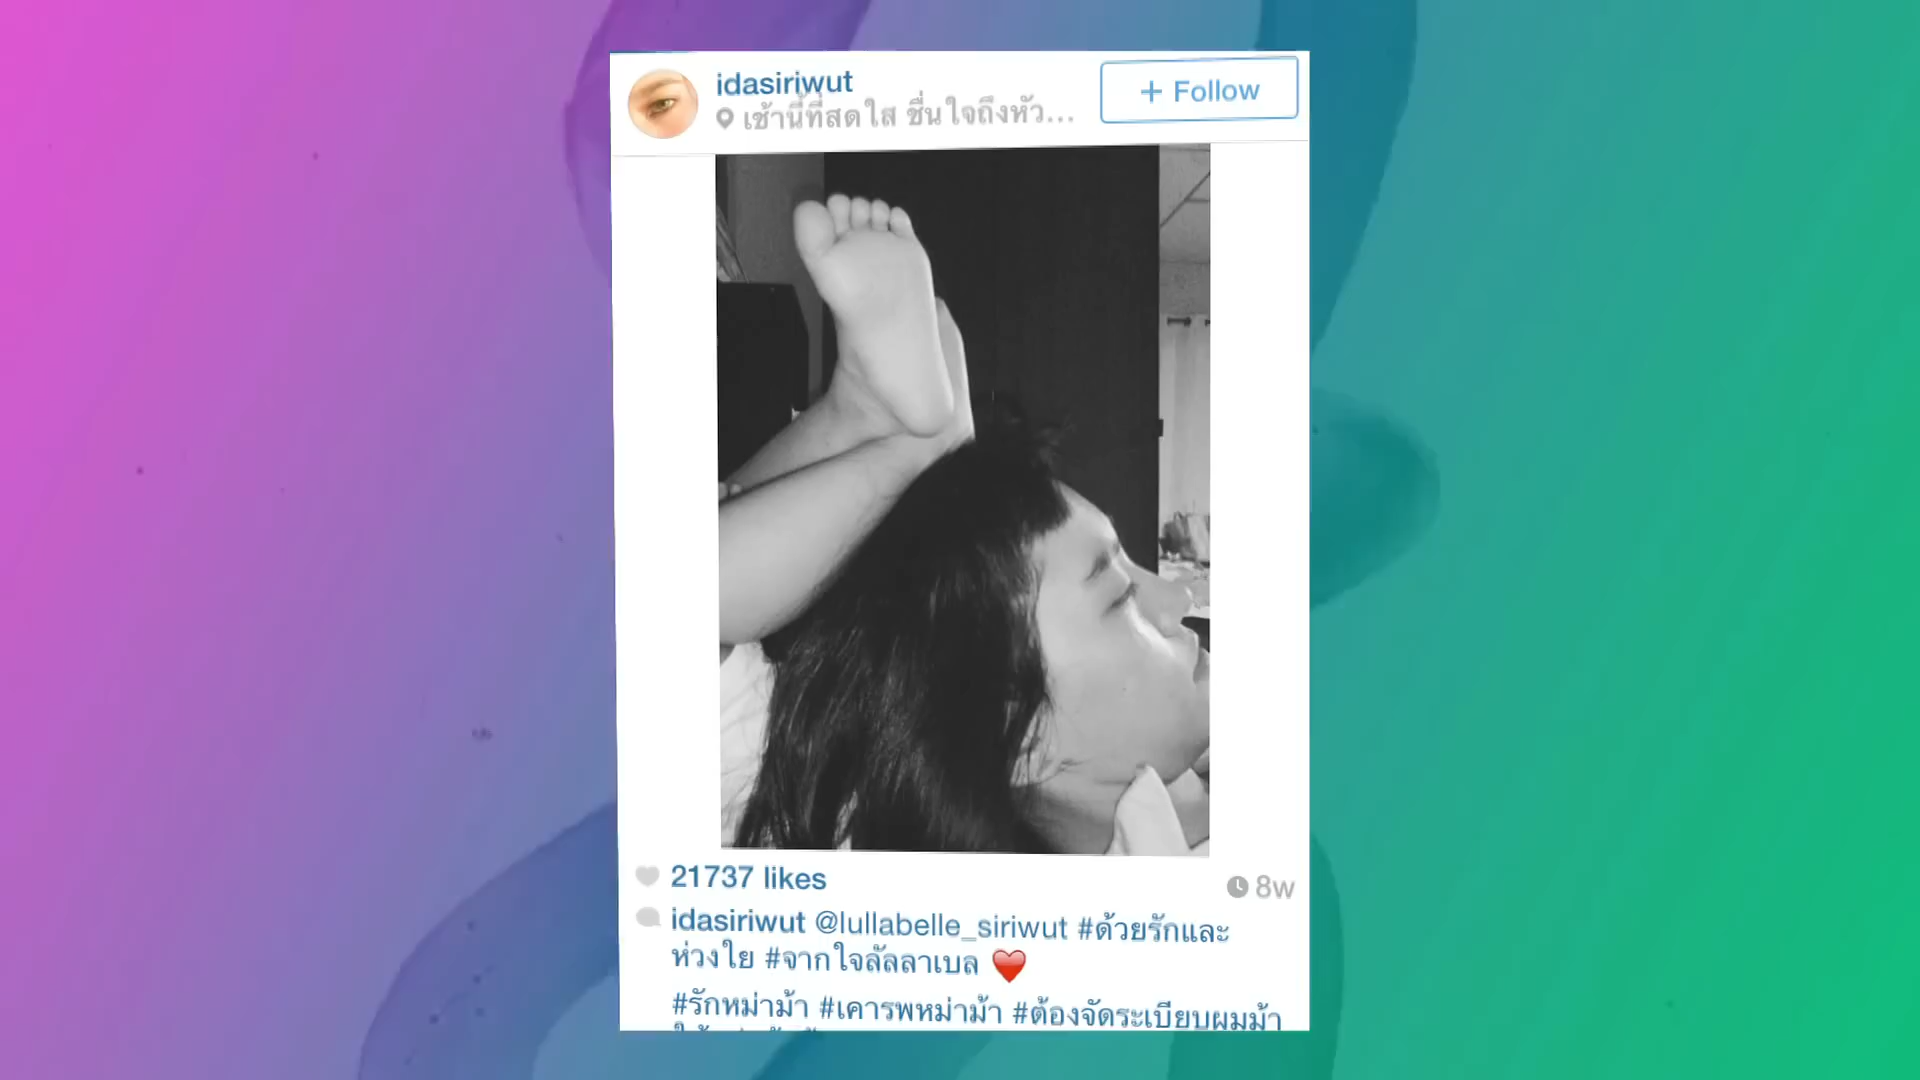 idasiriwut
เช้านี้ที่สดใส ชื่นใจถึงหัว...
+ Follow
21737 likes
8w
idasiriwut @lullabelle_siriwut #ด้วยรักและ
ห่วงใย #จากใจลัลลาเบล ❤️
#รักหม่าม้า #เคารพหม่าม้า #ต้องจัดระเบียบผมม้า